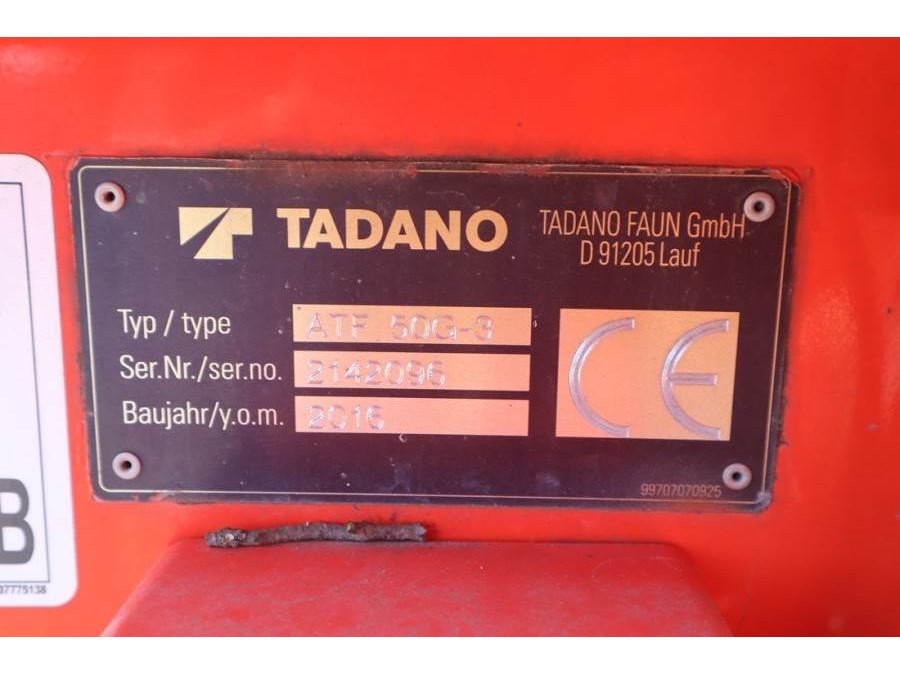 TADANO
TADANO FAUN GmbH
D 91205 Lauf
Typ / type ATF 50G-3
Ser.Nr./ser.no. 2142096
Baujahr/y.o.m. 2016
CE
99707070925
B
07775138